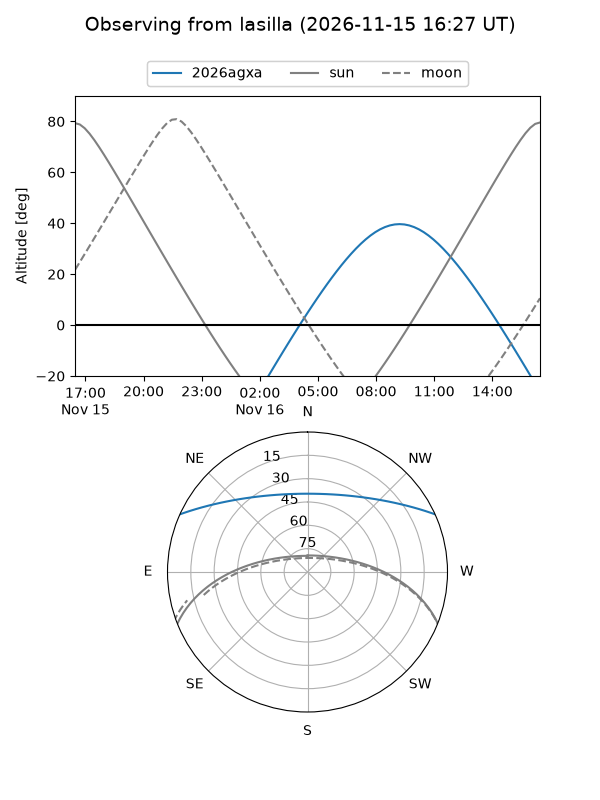 Observing from lasilla (2026-11-15 16:27 UT)
2026agxa sun moon
Altitude [deg]
80
60
40
20
0
−20
17:00 20:00 23:00 02:00 05:00 08:00 11:00 14:00
Nov 15 Nov 16
N
NE NW
15
30
45
60
75
E W
SE SW
S